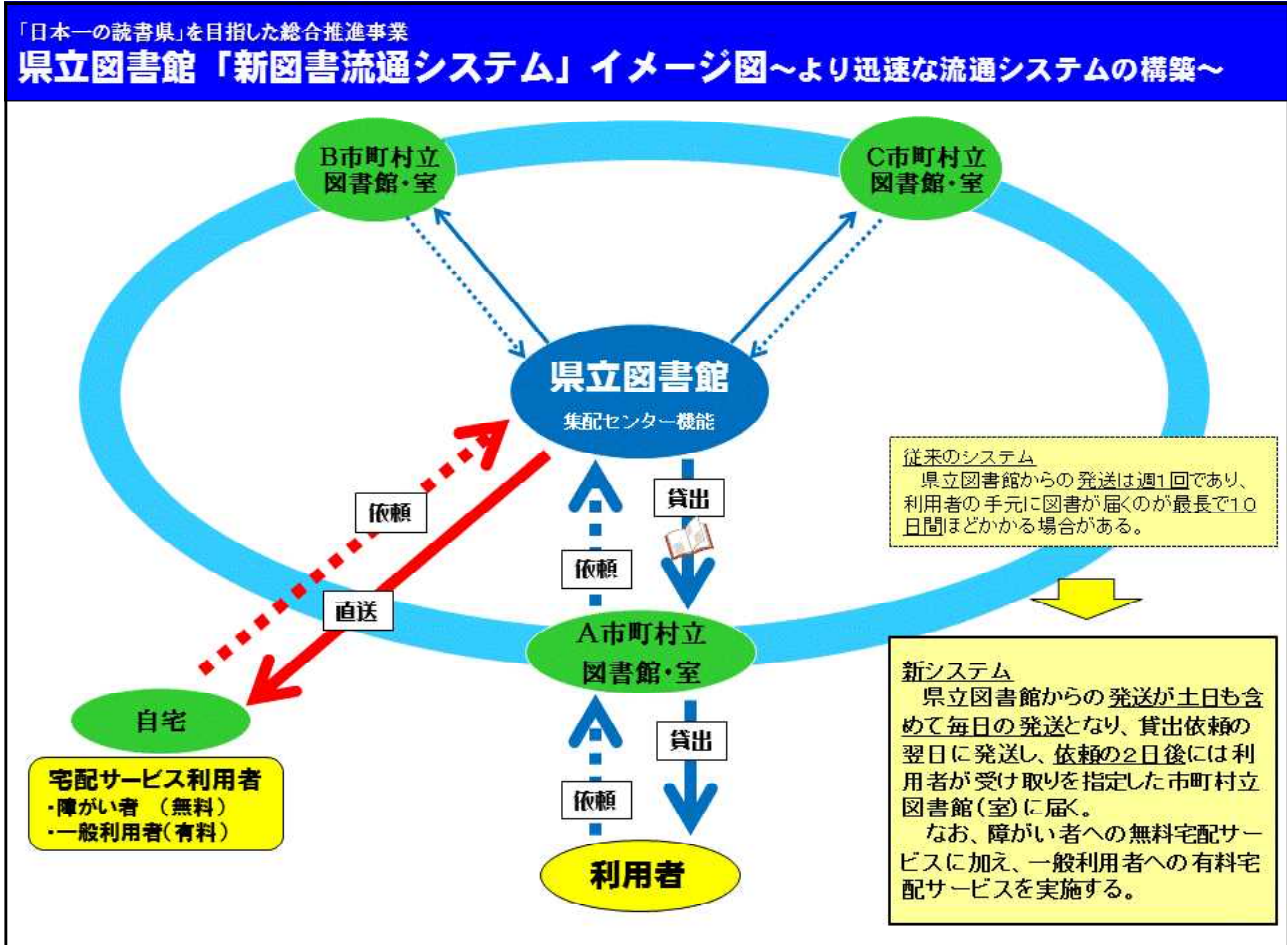 「日本一の読書県」を目指した総合推進事業
県立図書館「新図書流通システム」イメージ図~より迅速な流通システムの構築~
B市町村立
図書館・室
C市町村立
図書館・室
県立図書館
集配センター機能
従来のシステム
県立図書館からの発送は週1回であり、
利用者の手元に図書が届くのが最長で10
日間ほどかかる場合がある。
依頼
貸出
依頼
直送
A市町村立
図書館・室
新システム
県立図書館からの発送が土日も含
めて毎日の発送となり、貸出依頼の
翌日に発送し、依頼の2日後には利
用者が受け取りを指定した市町村立
図書館(室)に届く。
なお、障がい者への無料宅配サー
ビスに加え、一般利用者への有料宅
配サービスを実施する。
自宅
宅配サービス利用者
・障がい者 (無料)
・一般利用者(有料)
貸出
依頼
利用者